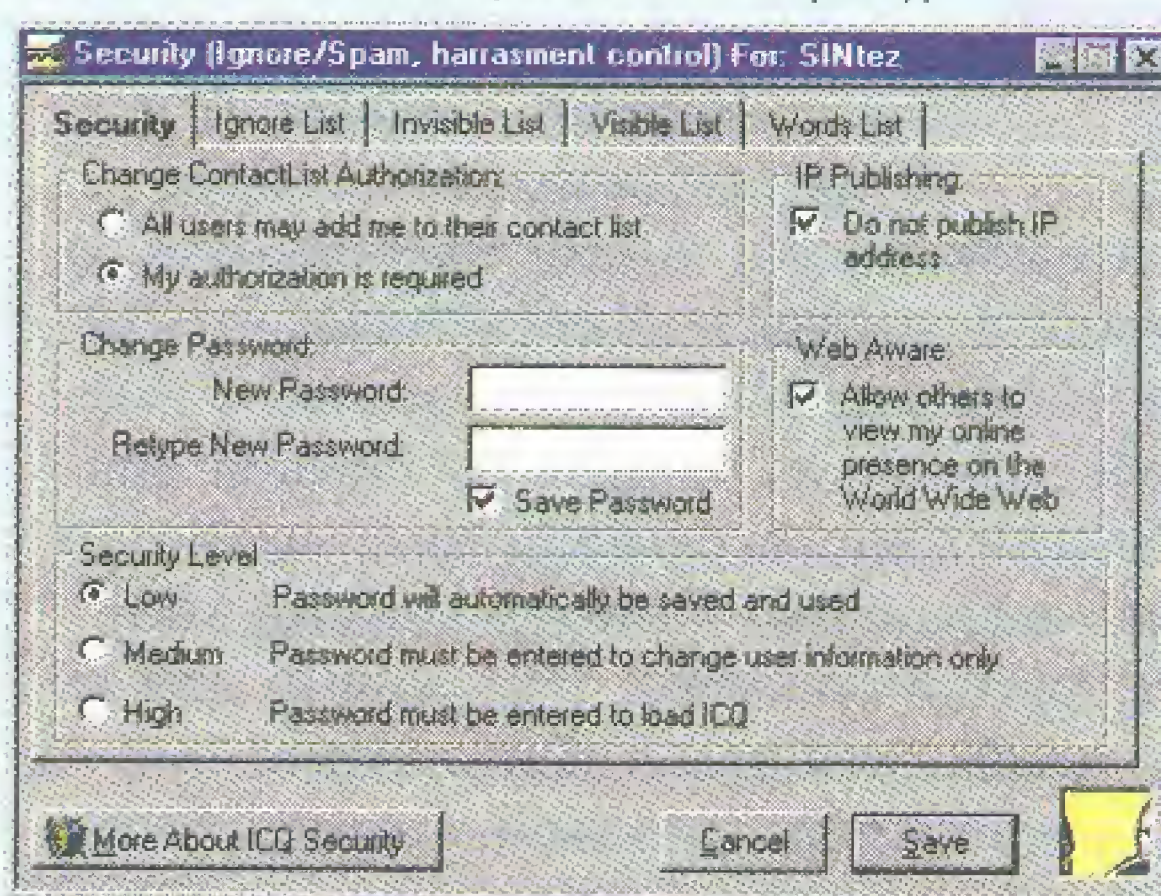 Security (Ignore/Spam, harrasment control) For: SINtez
Security Ignore List Invisible List Visible List Words List
Change ContactList Authorization:
All users may add me to their contact list
My authorization is required
IP Publishing:
Do not publish IP
address
Change Password:
New Password:
Retype New Password:
Save Password
Web Aware:
Allow others to
view my online
presence on the
World Wide Web
Security Level
Low Password will automatically be saved and used
Medium Password must be entered to change user information only
High Password must be entered to load ICQ
More About ICQ Security
Cancel
Save